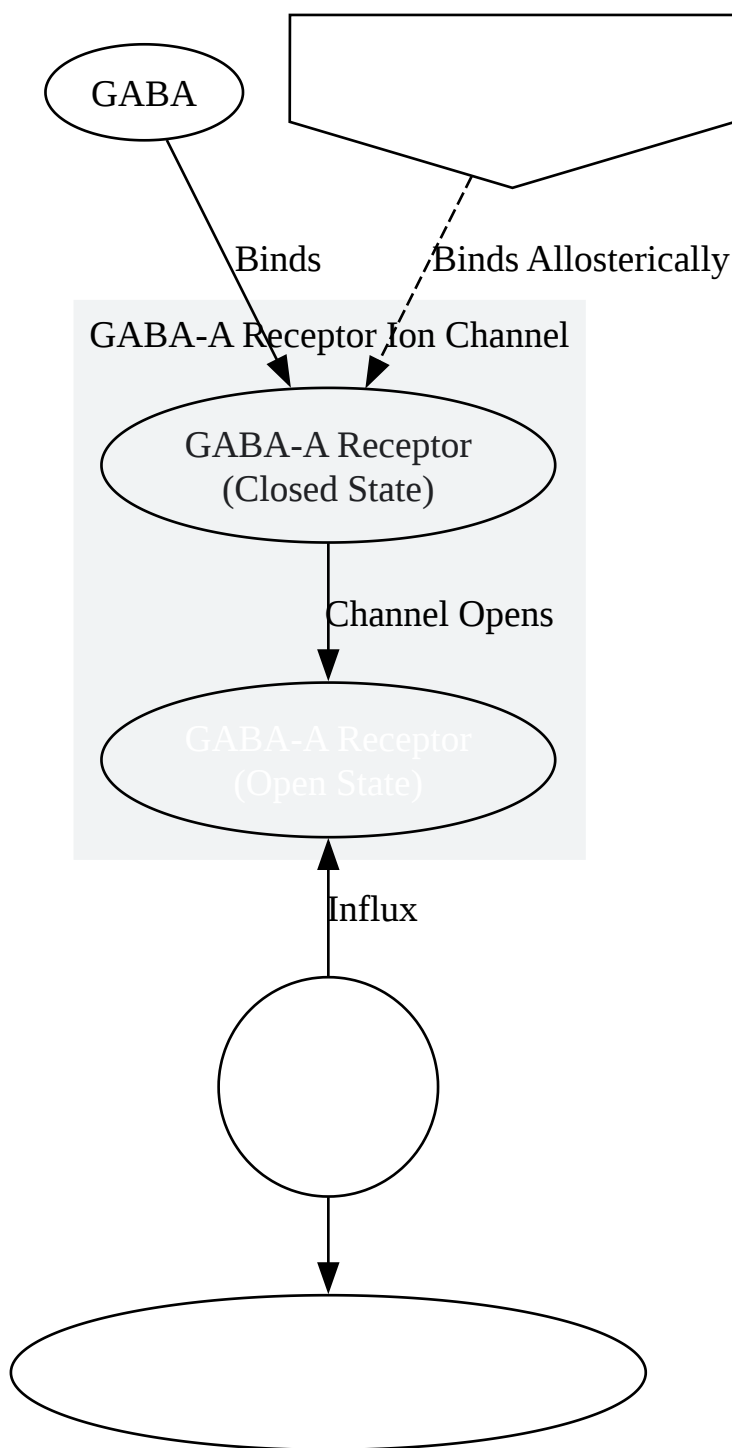 GABA
Binds
Binds Allosterically
GABA-A Receptor Ion Channel
GABA-A Receptor
(Closed State)
Channel Opens
GABA-A Receptor
(Open State)
Influx